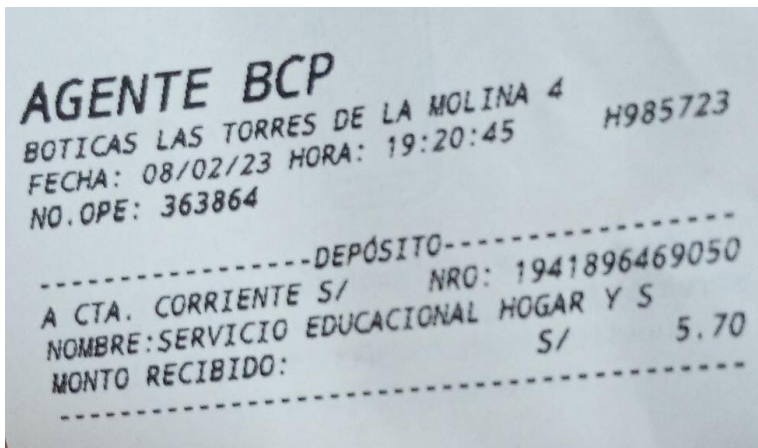 AGENTE BCP
BOTICAS LAS TORRES DE LA MOLINA 4
FECHA: 08/02/23 HORA: 19:20:45 H985723
NO.OPE: 363864
-----------------DEPÓSITO------------------
A CTA. CORRIENTE S/ NRO: 1941896469050
NOMBRE:SERVICIO EDUCACIONAL HOGAR Y S
MONTO RECIBIDO: S/ 5.70
-------------------------------------------